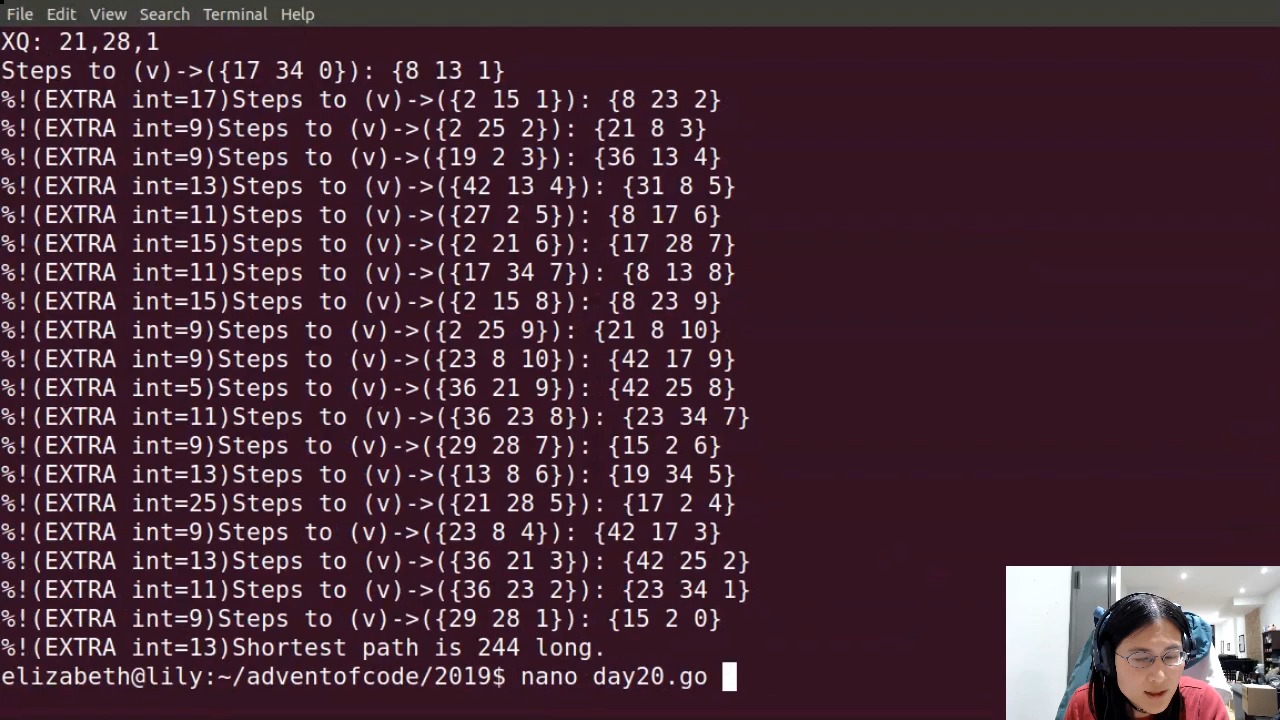 File Edit View Search Terminal Help
XQ: 21,28,1
Steps to (v)->({17 34 0}): {8 13 1}
%!(EXTRA int=17)Steps to (v)->({2 15 1}): {8 23 2}
%!(EXTRA int=9)Steps to (v)->({2 25 2}): {21 8 3}
%!(EXTRA int=9)Steps to (v)->({19 2 3}): {36 13 4}
%!(EXTRA int=13)Steps to (v)->({42 13 4}): {31 8 5}
%!(EXTRA int=11)Steps to (v)->({27 2 5}): {8 17 6}
%!(EXTRA int=15)Steps to (v)->({2 21 6}): {17 28 7}
%!(EXTRA int=11)Steps to (v)->({17 34 7}): {8 13 8}
%!(EXTRA int=15)Steps to (v)->({2 15 8}): {8 23 9}
%!(EXTRA int=9)Steps to (v)->({2 25 9}): {21 8 10}
%!(EXTRA int=9)Steps to (v)->({23 8 10}): {42 17 9}
%!(EXTRA int=5)Steps to (v)->({36 21 9}): {42 25 8}
%!(EXTRA int=11)Steps to (v)->({36 23 8}): {23 34 7}
%!(EXTRA int=9)Steps to (v)->({29 28 7}): {15 2 6}
%!(EXTRA int=13)Steps to (v)->({13 8 6}): {19 34 5}
%!(EXTRA int=25)Steps to (v)->({21 28 5}): {17 2 4}
%!(EXTRA int=9)Steps to (v)->({23 8 4}): {42 17 3}
%!(EXTRA int=13)Steps to (v)->({36 21 3}): {42 25 2}
%!(EXTRA int=11)Steps to (v)->({36 23 2}): {23 34 1}
%!(EXTRA int=9)Steps to (v)->({29 28 1}): {15 2 0}
%!(EXTRA int=13)Shortest path is 244 long.
elizabeth@lily:~/adventofcode/2019$ nano day20.go